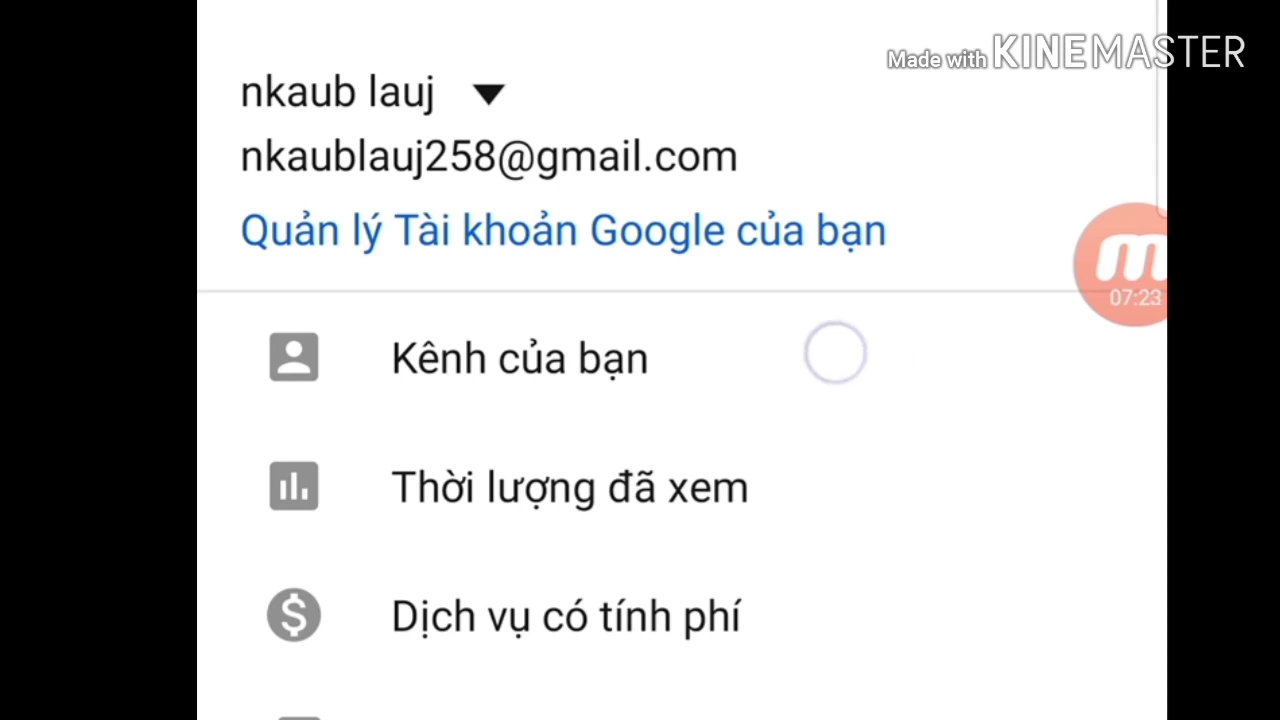 Made with KINEMASTER
nkaub lauj
nkaublauj258@gmail.com
Quản lý Tài khoản Google của bạn
07:23
Kênh của bạn
Thời lượng đã xem
Dịch vụ có tính phí